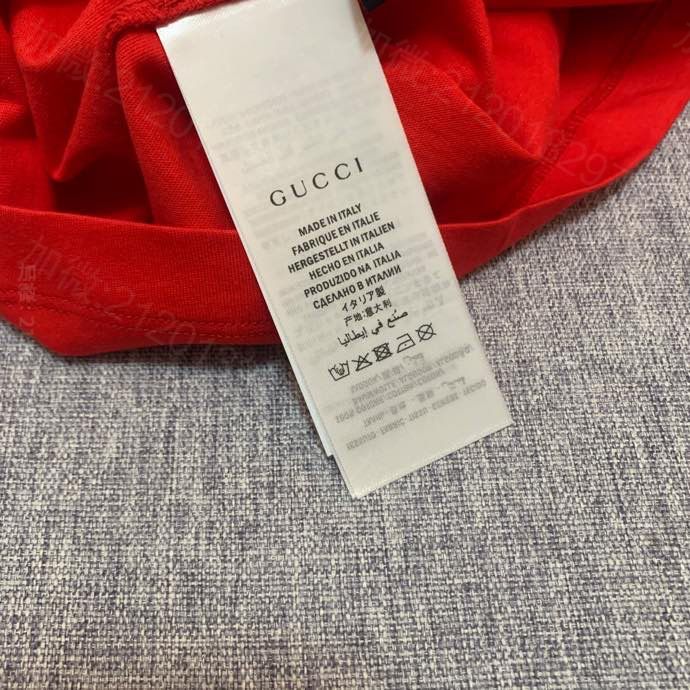 GUCCI
MADE IN ITALY
FABRIQUE EN ITALIE
HERGESTELLT IN ITALIEN
HECHO EN ITALIA
PRODUZIDO NA ITALIA
СДЕЛАНО В ИТАЛИИ
イタリア製
产地:意大利
صنع في إيطاليا